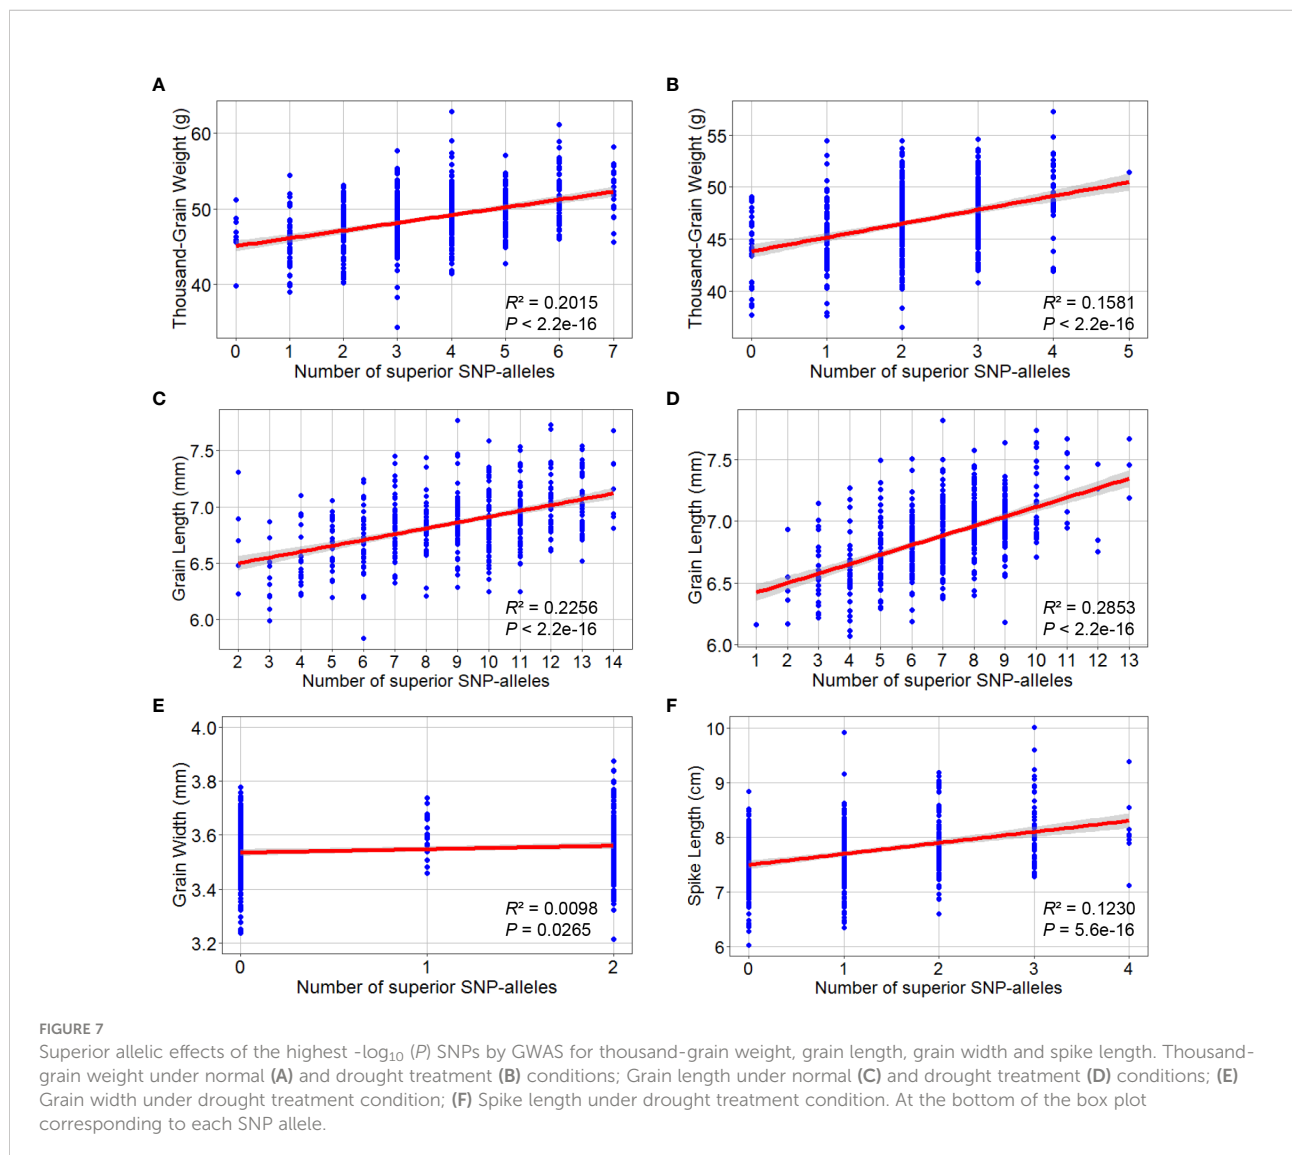 A
Thousand-Grain Weight (g)
60
50
40
R² = 0.2015
P < 2.2e-16
0 1 2 3 4 5 6 7
Number of superior SNP-alleles
B
Thousand-Grain Weight (g)
55
50
45
40
R² = 0.1581
P < 2.2e-16
0 1 2 3 4 5
Number of superior SNP-alleles
C
Grain Length (mm)
7.5
7.0
6.5
6.0
R² = 0.2256
P < 2.2e-16
2 3 4 5 6 7 8 9 10 11 12 13 14
Number of superior SNP-alleles
D
Grain Length (mm)
7.5
7.0
6.5
6.0
R² = 0.2853
P < 2.2e-16
1 2 3 4 5 6 7 8 9 10 11 12 13
Number of superior SNP-alleles
E
Grain Width (mm)
4.0
3.8
3.6
3.4
3.2
R² = 0.0098
P = 0.0265
0 1 2
Number of superior SNP-alleles
F
Spike Length (cm)
10
9
8
7
6
R² = 0.1230
P = 5.6e-16
0 1 2 3 4
Number of superior SNP-alleles
FIGURE 7
Superior allelic effects of the highest -log₁₀ (P) SNPs by GWAS for thousand-grain weight, grain length, grain width and spike length. Thousand-
grain weight under normal (A) and drought treatment (B) conditions; Grain length under normal (C) and drought treatment (D) conditions; (E)
Grain width under drought treatment condition; (F) Spike length under drought treatment condition. At the bottom of the box plot
corresponding to each SNP allele.